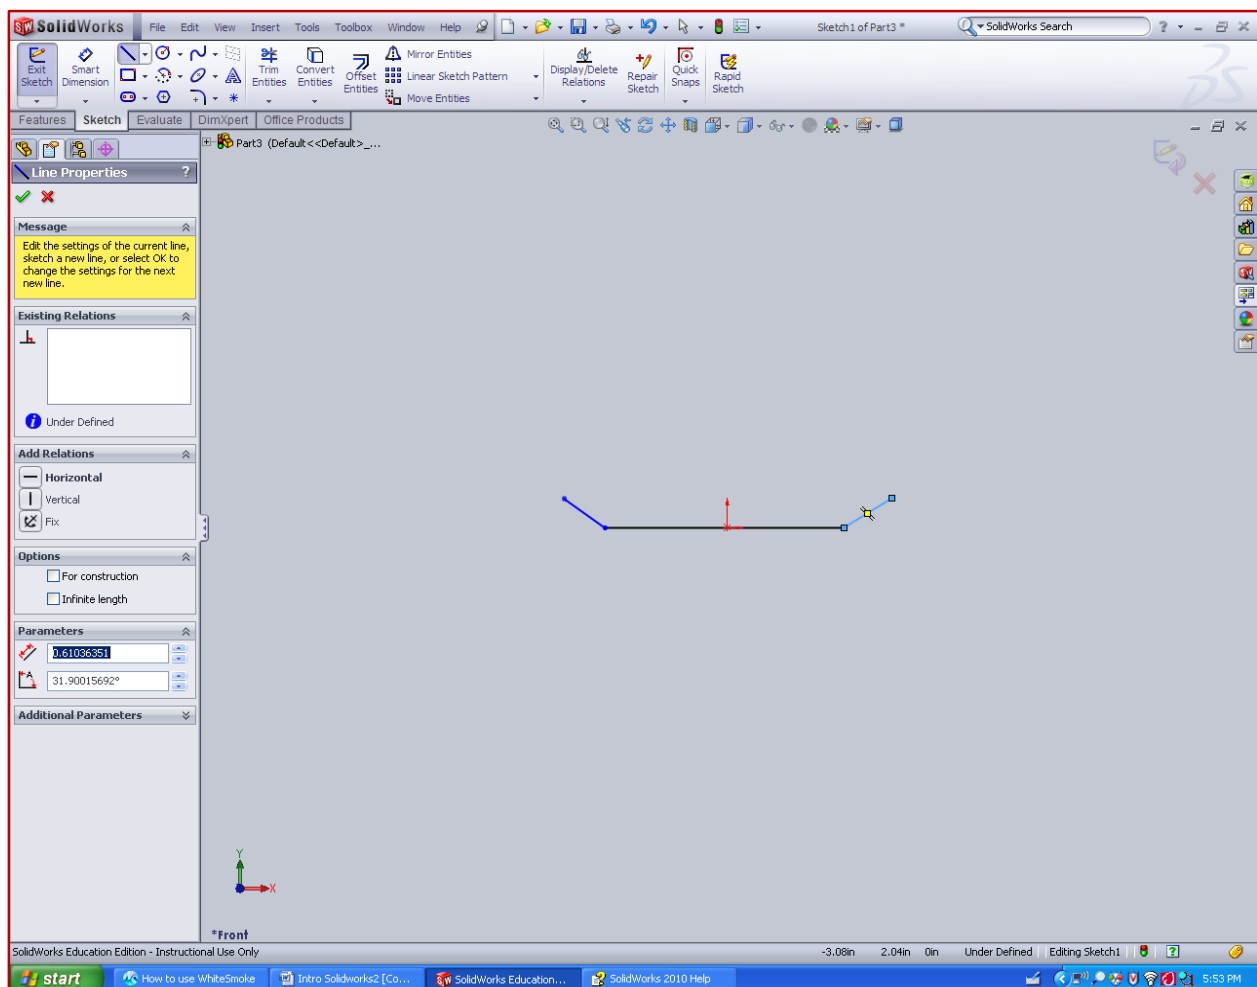 SolidWorks File Edit View Insert Tools Toolbox Window Help Sketch1 of Part3 * SolidWorks Search ?
Exit Sketch
Smart Dimension
Trim Entities
Convert Entities
Offset Entities
Mirror Entities
Linear Sketch Pattern
Move Entities
Display/Delete Relations
Repair Sketch
Quick Snaps
Rapid Sketch
Features Sketch Evaluate DimXpert Office Products
Part3 (Default<<Default>_...
Line Properties ?
Message
Edit the settings of the current line,
sketch a new line, or select OK to
change the settings for the next
new line.
Existing Relations
Under Defined
Add Relations
Horizontal
Vertical
Fix
Options
For construction
Infinite length
Parameters
0.61036351
31.90015692°
Additional Parameters
Y
X
*Front
SolidWorks Education Edition - Instructional Use Only -3.08in 2.04in 0in Under Defined Editing Sketch1 ?
start How to use WhiteSmoke Intro Solidworks2 [Co... SolidWorks Education... SolidWorks 2010 Help 5:53 PM